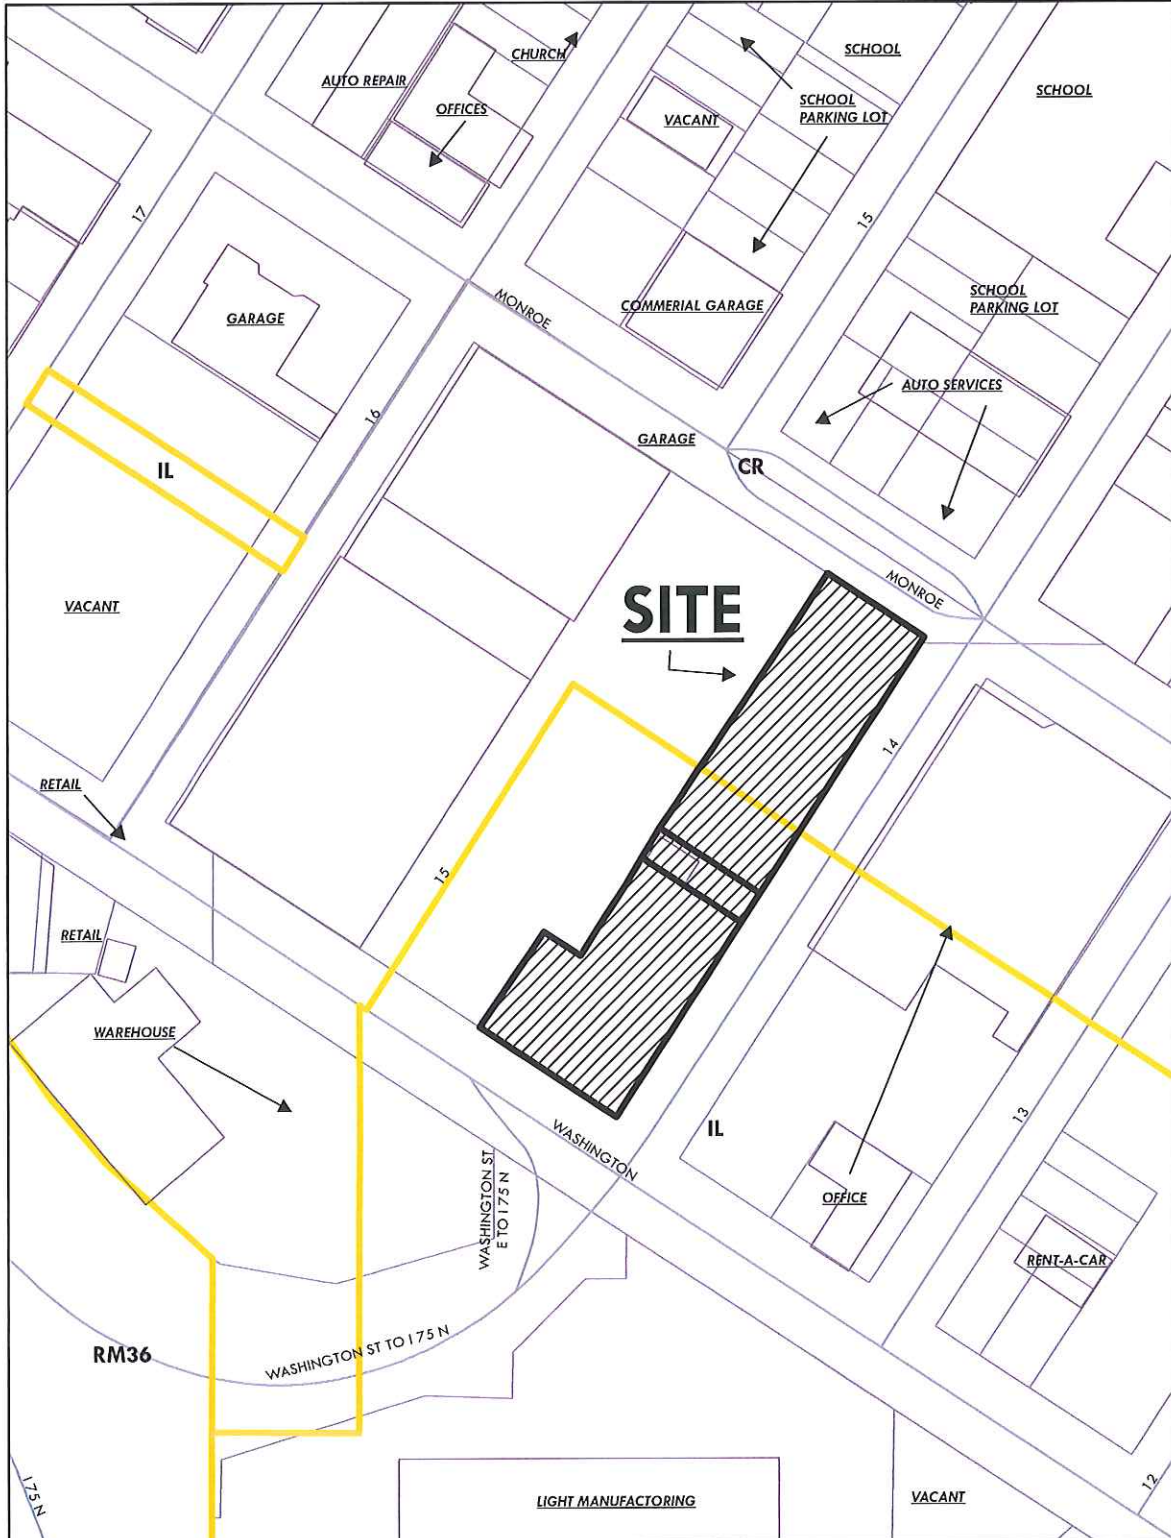 CHURCH
SCHOOL
AUTO REPAIR
SCHOOL
OFFICES
SCHOOL
PARKING LOT
VACANT
17
15
SCHOOL
PARKING LOT
MONROE
COMMERIAL GARAGE
GARAGE
AUTO SERVICES
16
GARAGE
CR
IL
MONROE
VACANT
SITE
14
RETAIL
15
RETAIL
WAREHOUSE
13
IL
WASHINGTON
WASHINGTON ST
E TO I 75 N
OFFICE
RENT-A-CAR
RM36
WASHINGTON ST TO I 75 N
12
I 75 N
LIGHT MANUFACTORING
VACANT